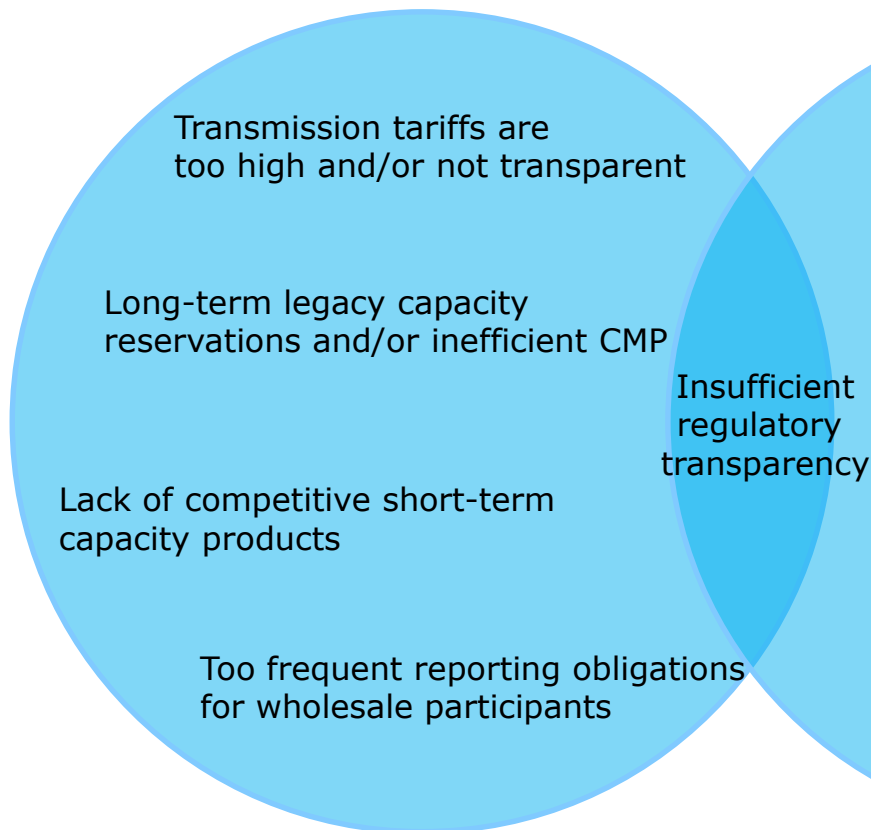 Transmission tariffs are
too high and/or not transparent
Long-term legacy capacity
reservations and/or inefficient CMP
Insufficient
regulatory
transparency
Lack of competitive short-term
capacity products
Too frequent reporting obligations
for wholesale participants